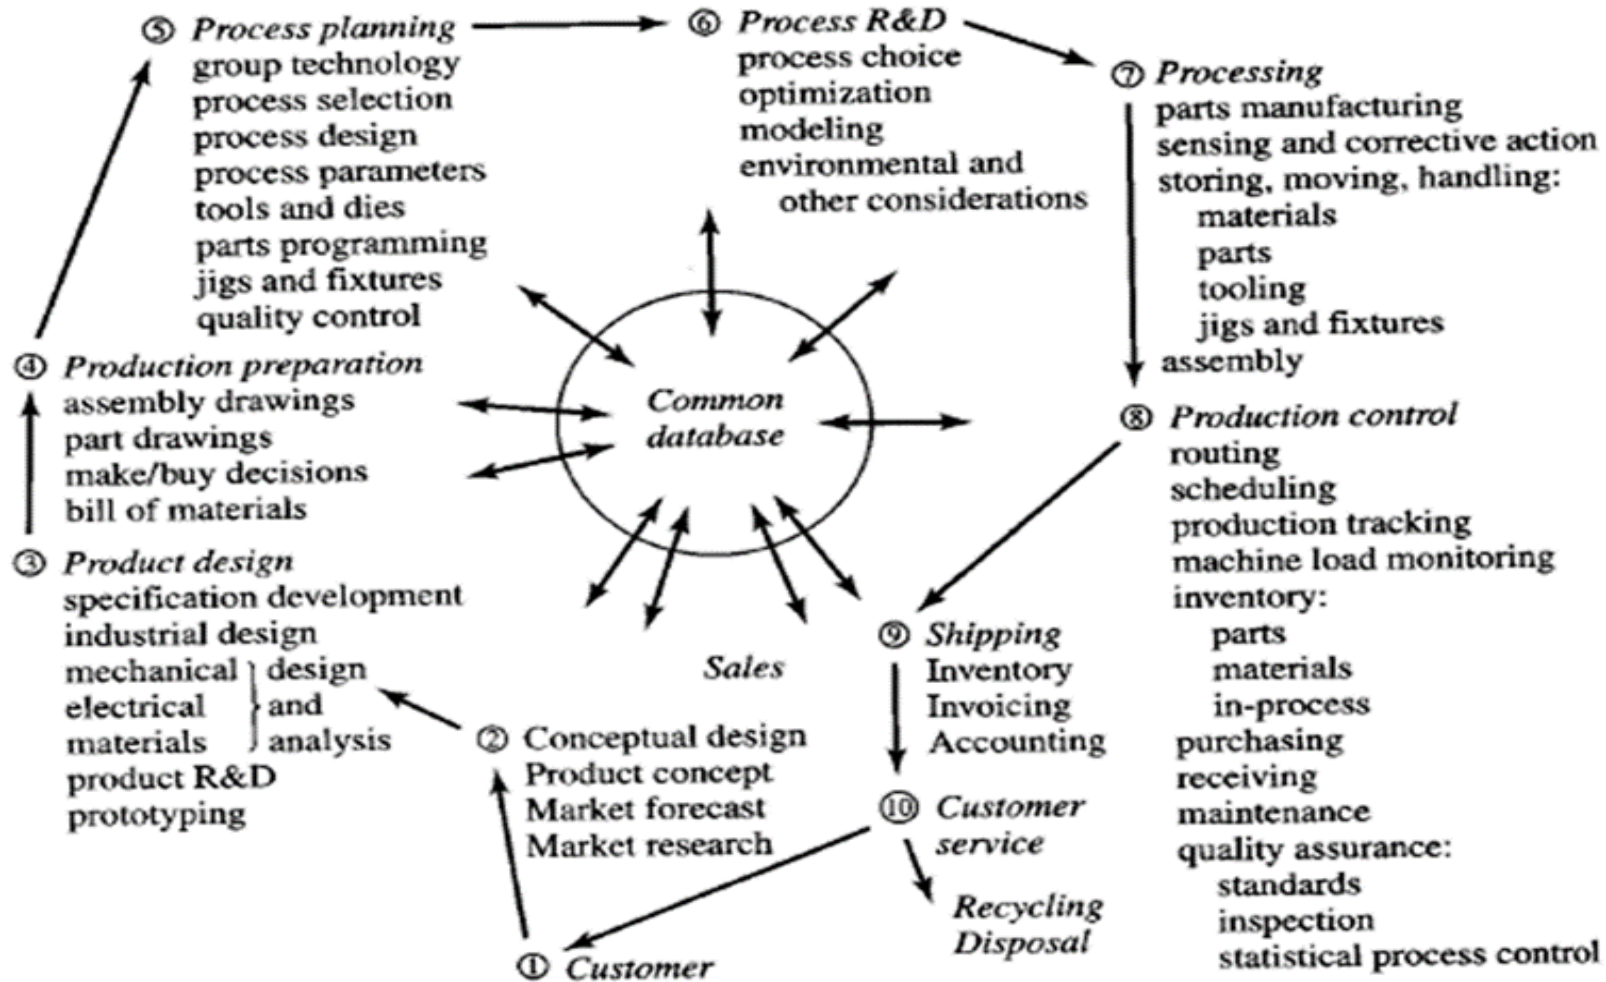 ⑤ Process planning
group technology
process selection
process design
process parameters
tools and dies
parts programming
jigs and fixtures
quality control
⑥ Process R&D
process choice
optimization
modeling
environmental and
other considerations
⑦ Processing
parts manufacturing
sensing and corrective action
storing, moving, handling:
materials
parts
tooling
jigs and fixtures
assembly
④ Production preparation
assembly drawings
part drawings
make/buy decisions
bill of materials
Common
database
⑧ Production control
routing
scheduling
production tracking
machine load monitoring
inventory:
parts
materials
in-process
purchasing
receiving
maintenance
quality assurance:
standards
inspection
statistical process control
③ Product design
specification development
industrial design
mechanical } design
electrical } and
materials } analysis
product R&D
prototyping
Sales
② Conceptual design
Product concept
Market forecast
Market research
⑨ Shipping
Inventory
Invoicing
Accounting
⑩ Customer
service
Recycling
Disposal
① Customer